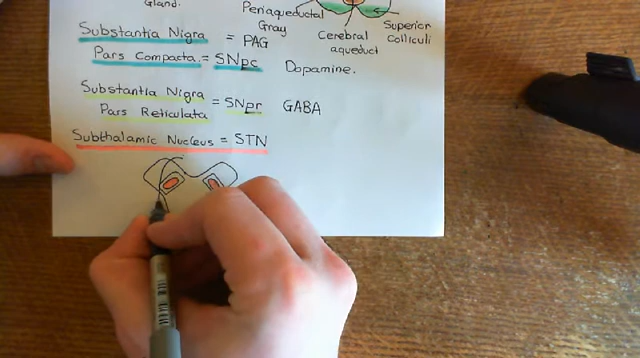 Gland.
Periaqueductal
Gray
= PAG
Cerebral
aqueduct
Superior
Colliculi
Substantia Nigra
Pars Compacta = SNpc
Dopamine.
Substantia Nigra
Pars Reticulata = SNpr GABA
Subthalamic Nucleus = STN